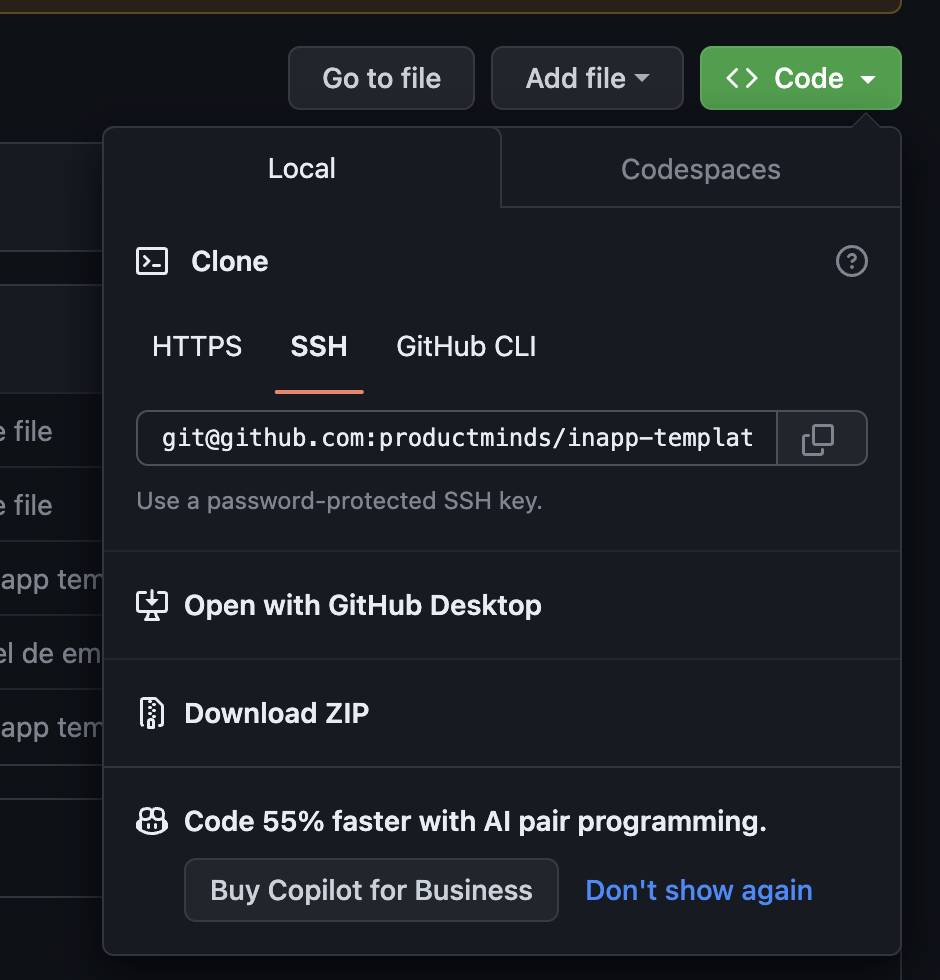 Go to file Add file Code
Local Codespaces
Clone
HTTPS SSH GitHub CLI
git@github.com:productminds/inapp-templat
e file
Use a password-protected SSH key.
e file
app tem
Open with GitHub Desktop
el de em
Download ZIP
app tem
Code 55% faster with AI pair programming.
Buy Copilot for Business Don't show again